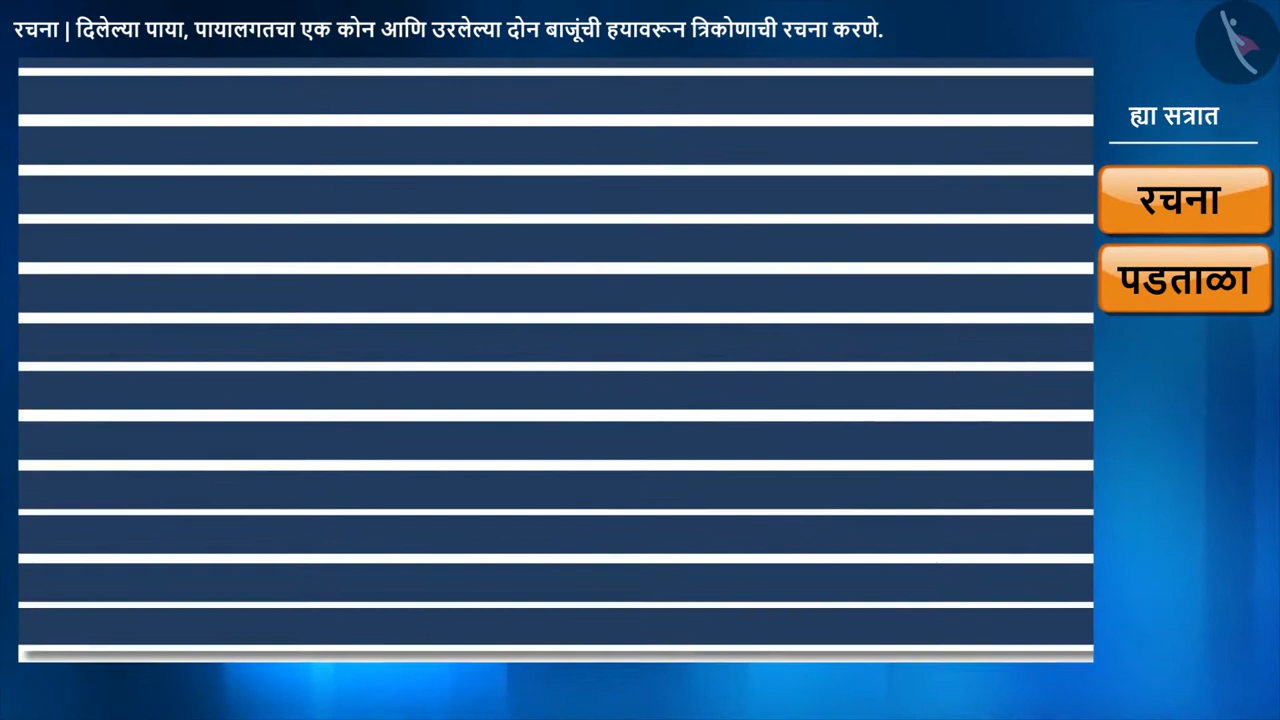 रचना | दिलेल्या पाया, पायालगतचा एक कोन आणि उरलेल्या दोन बाजूंची हयावरून त्रिकोणाची रचना करणे.
ह्या सत्रात
रचना
पडताळा